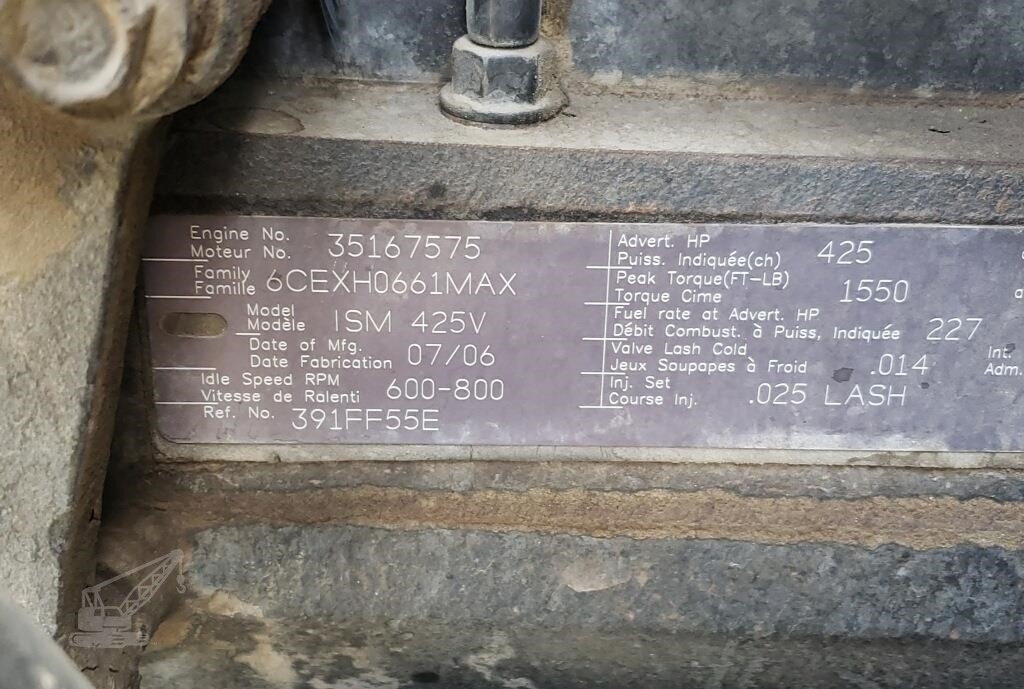 Engine No.
Moteur No. 35167575
Family
Famille 6CEXH0661MAX
Model
Modèle ISM 425V
Date of Mfg.
Date Fabrication 07/06
Idle Speed RPM
Vitesse de Ralenti 600-800
Ref. No. 391FF55E
Advert. HP
Puiss. Indiquée(ch) 425
Peak Torque(FT-LB)
Torque Cime 1550
Fuel rate at Advert. HP
Débit Combust. à Puiss, Indiquée 227
Valve Lash Cold
Jeux Soupapes à Froid .014
Inj. Set
Course Inj. .025 LASH
Int.
Adm.